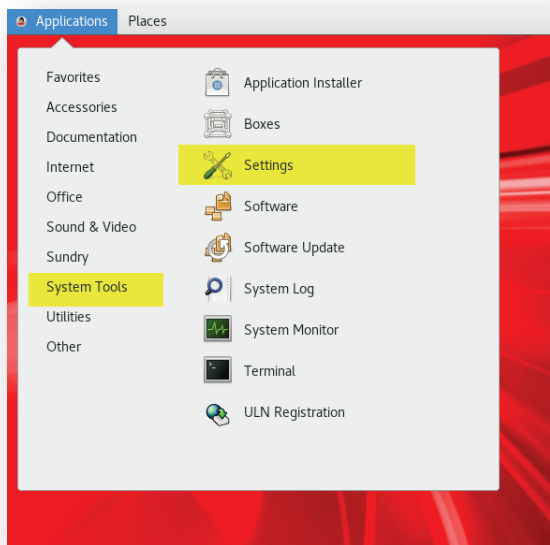 Applications Places
Favorites
Accessories
Documentation
Internet
Office
Sound & Video
Sundry
System Tools
Utilities
Other
Application Installer
Boxes
Settings
Software
Software Update
System Log
System Monitor
Terminal
ULN Registration